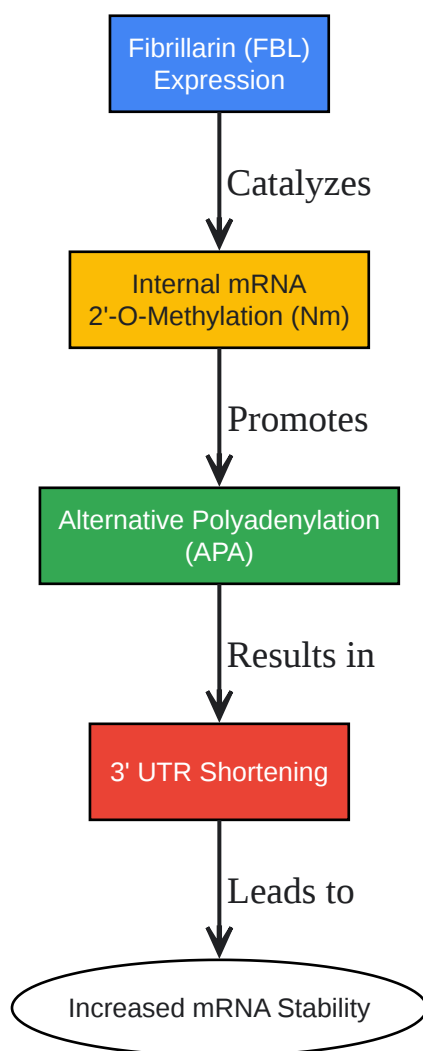 Fibrillarin (FBL)
Expression
Catalyzes
Internal mRNA
2'-O-Methylation (Nm)
Promotes
Alternative Polyadenylation
(APA)
Results in
3' UTR Shortening
Leads to
Increased mRNA Stability